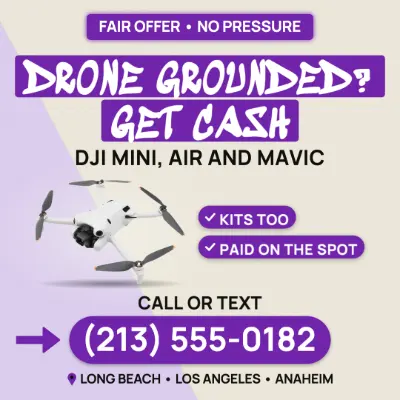 FAIR OFFER • NO PRESSURE
DRONE GROUNDED?
GET CASH
DJI MINI, AIR AND MAVIC
KITS TOO
PAID ON THE SPOT
CALL OR TEXT
(213) 555-0182
LONG BEACH • LOS ANGELES • ANAHEIM